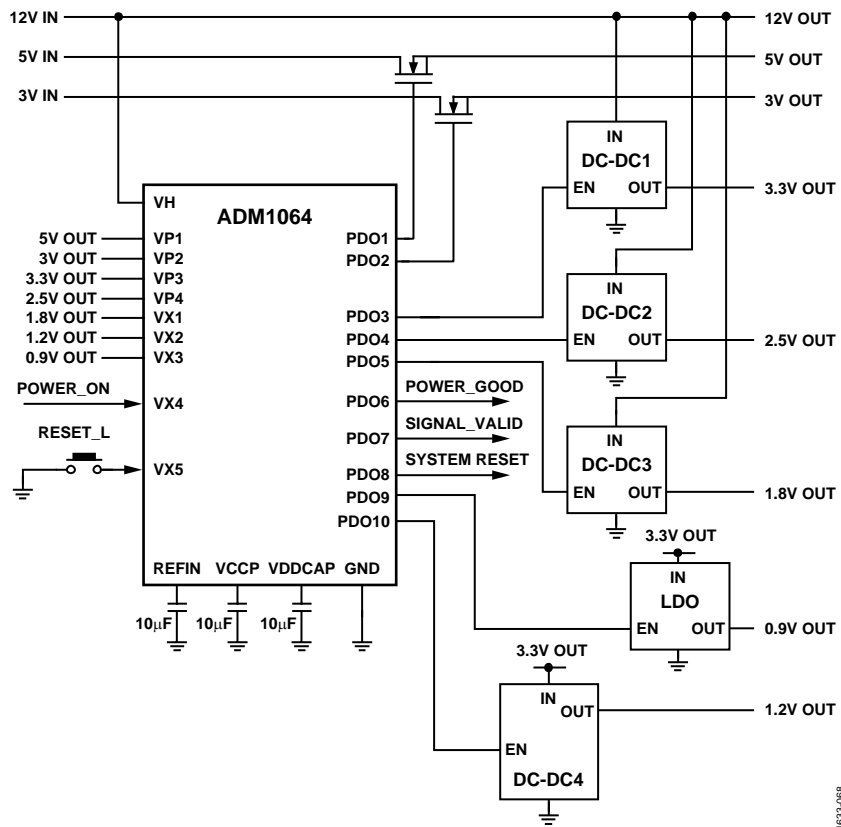 12V IN
12V OUT
5V IN
5V OUT
3V IN
3V OUT
IN
DC-DC1
EN OUT
3.3V OUT
VH
ADM1064
5V OUT VP1 PDO1
3V OUT VP2 PDO2
3.3V OUT VP3
2.5V OUT VP4
1.8V OUT VX1 PDO3
1.2V OUT VX2 PDO4
0.9V OUT VX3 PDO5
IN
DC-DC2
EN OUT
2.5V OUT
POWER_ON
VX4
PDO6 POWER_GOOD
PDO7 SIGNAL_VALID
RESET_L
VX5
PDO8 SYSTEM RESET
PDO9
PDO10
IN
DC-DC3
EN OUT
1.8V OUT
REFIN VCCP VDDCAP GND
10μF 10μF 10μF
3.3V OUT
IN
LDO
EN OUT
0.9V OUT
3.3V OUT
IN
OUT
1.2V OUT
EN
DC-DC4